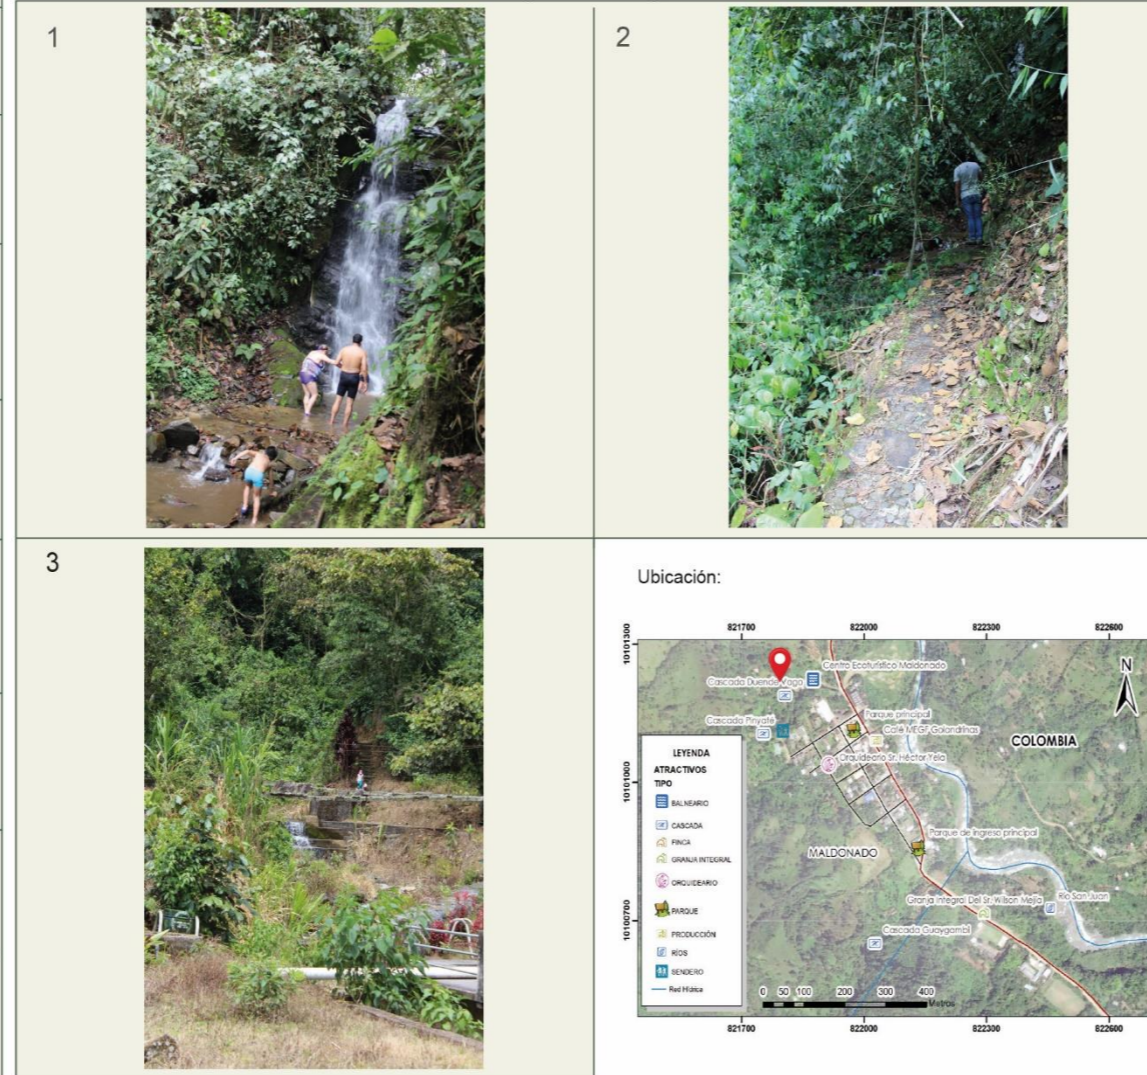 1
2
3
Ubicación:
821700 822000 822300 822600
10101300
10101000
10100700
N
Centro Ecoturístico Maldonado
Cascada Duende Vago
Parque principal
Cascada Pinyaté
Café MEGF Golondrinas
COLOMBIA
Orquideario Sr. Héctor Yela
Parque de ingreso principal
MALDONADO
Granja Integral Del Sr. Wilson Mejía
Río San Juan
Cascada Guaygambí
LEYENDA
ATRACTIVOS
TIPO
BALNEARIO
CASCADA
FINCA
GRANJA INTEGRAL
ORQUIDEARIO
PARQUE
PRODUCCIÓN
RÍOS
SENDERO
Red Hídrica
0 50 100 200 300 400
Metros
821700 822000 822300 822600